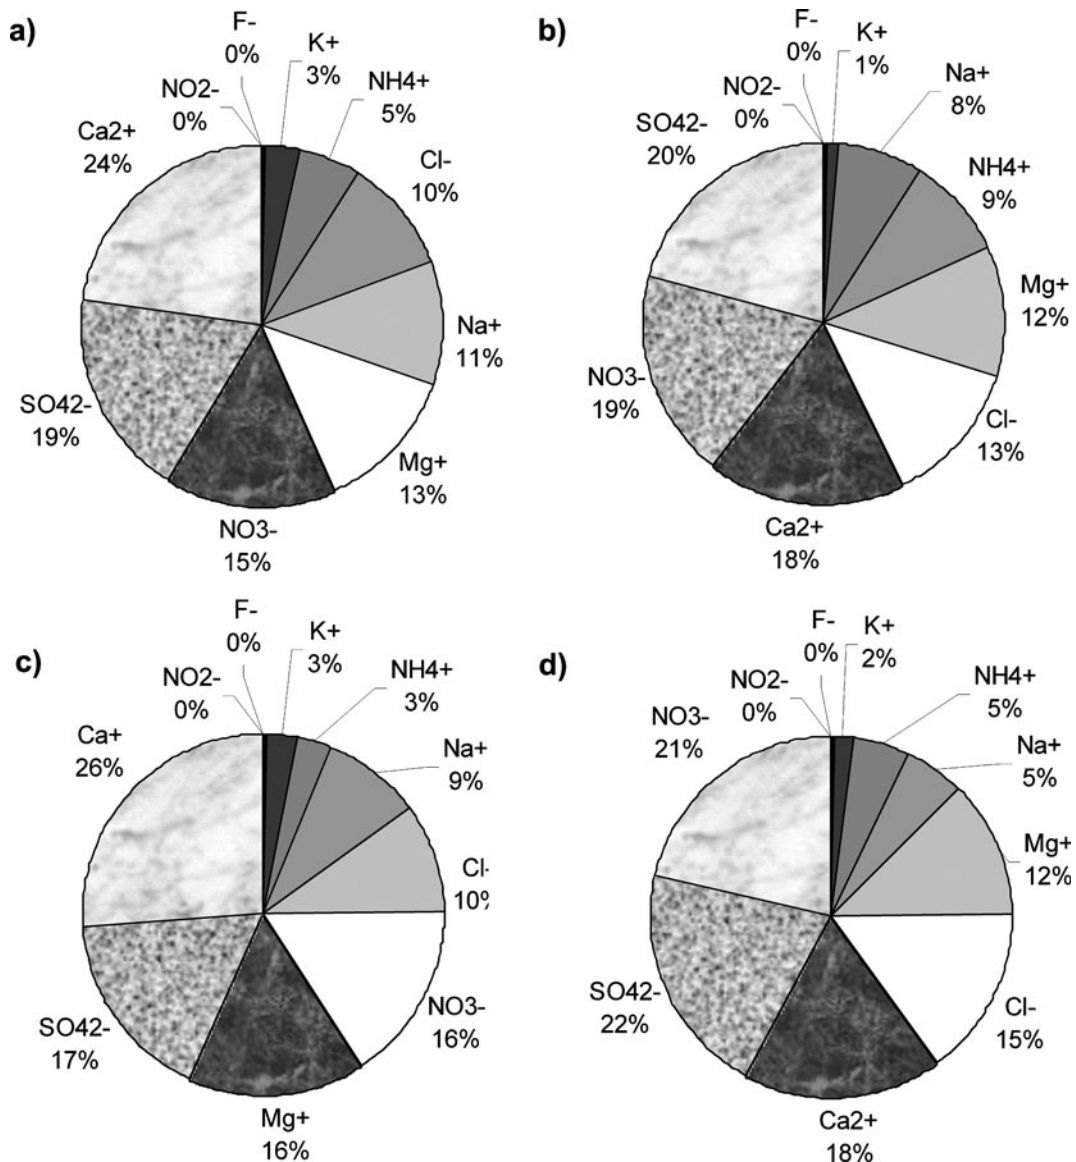 a)
F-
0%
K+
3%
NH4+
5%
NO2-
0%
Ca2+
24%
Cl-
10%
Na+
11%
SO42-
19%
Mg+
13%
NO3-
15%
b)
F-
0%
K+
1%
Na+
8%
NO2-
0%
SO42-
20%
NH4+
9%
Mg+
12%
NO3-
19%
Cl-
13%
Ca2+
18%
c)
F-
0%
K+
3%
NH4+
3%
NO2-
0%
Ca+
26%
Na+
9%
Cl-
10%
NO3-
16%
SO42-
17%
Mg+
16%
d)
F-
0%
K+
2%
NH4+
5%
NO2-
0%
NO3-
21%
Na+
5%
Mg+
12%
SO42-
22%
Cl-
15%
Ca2+
18%